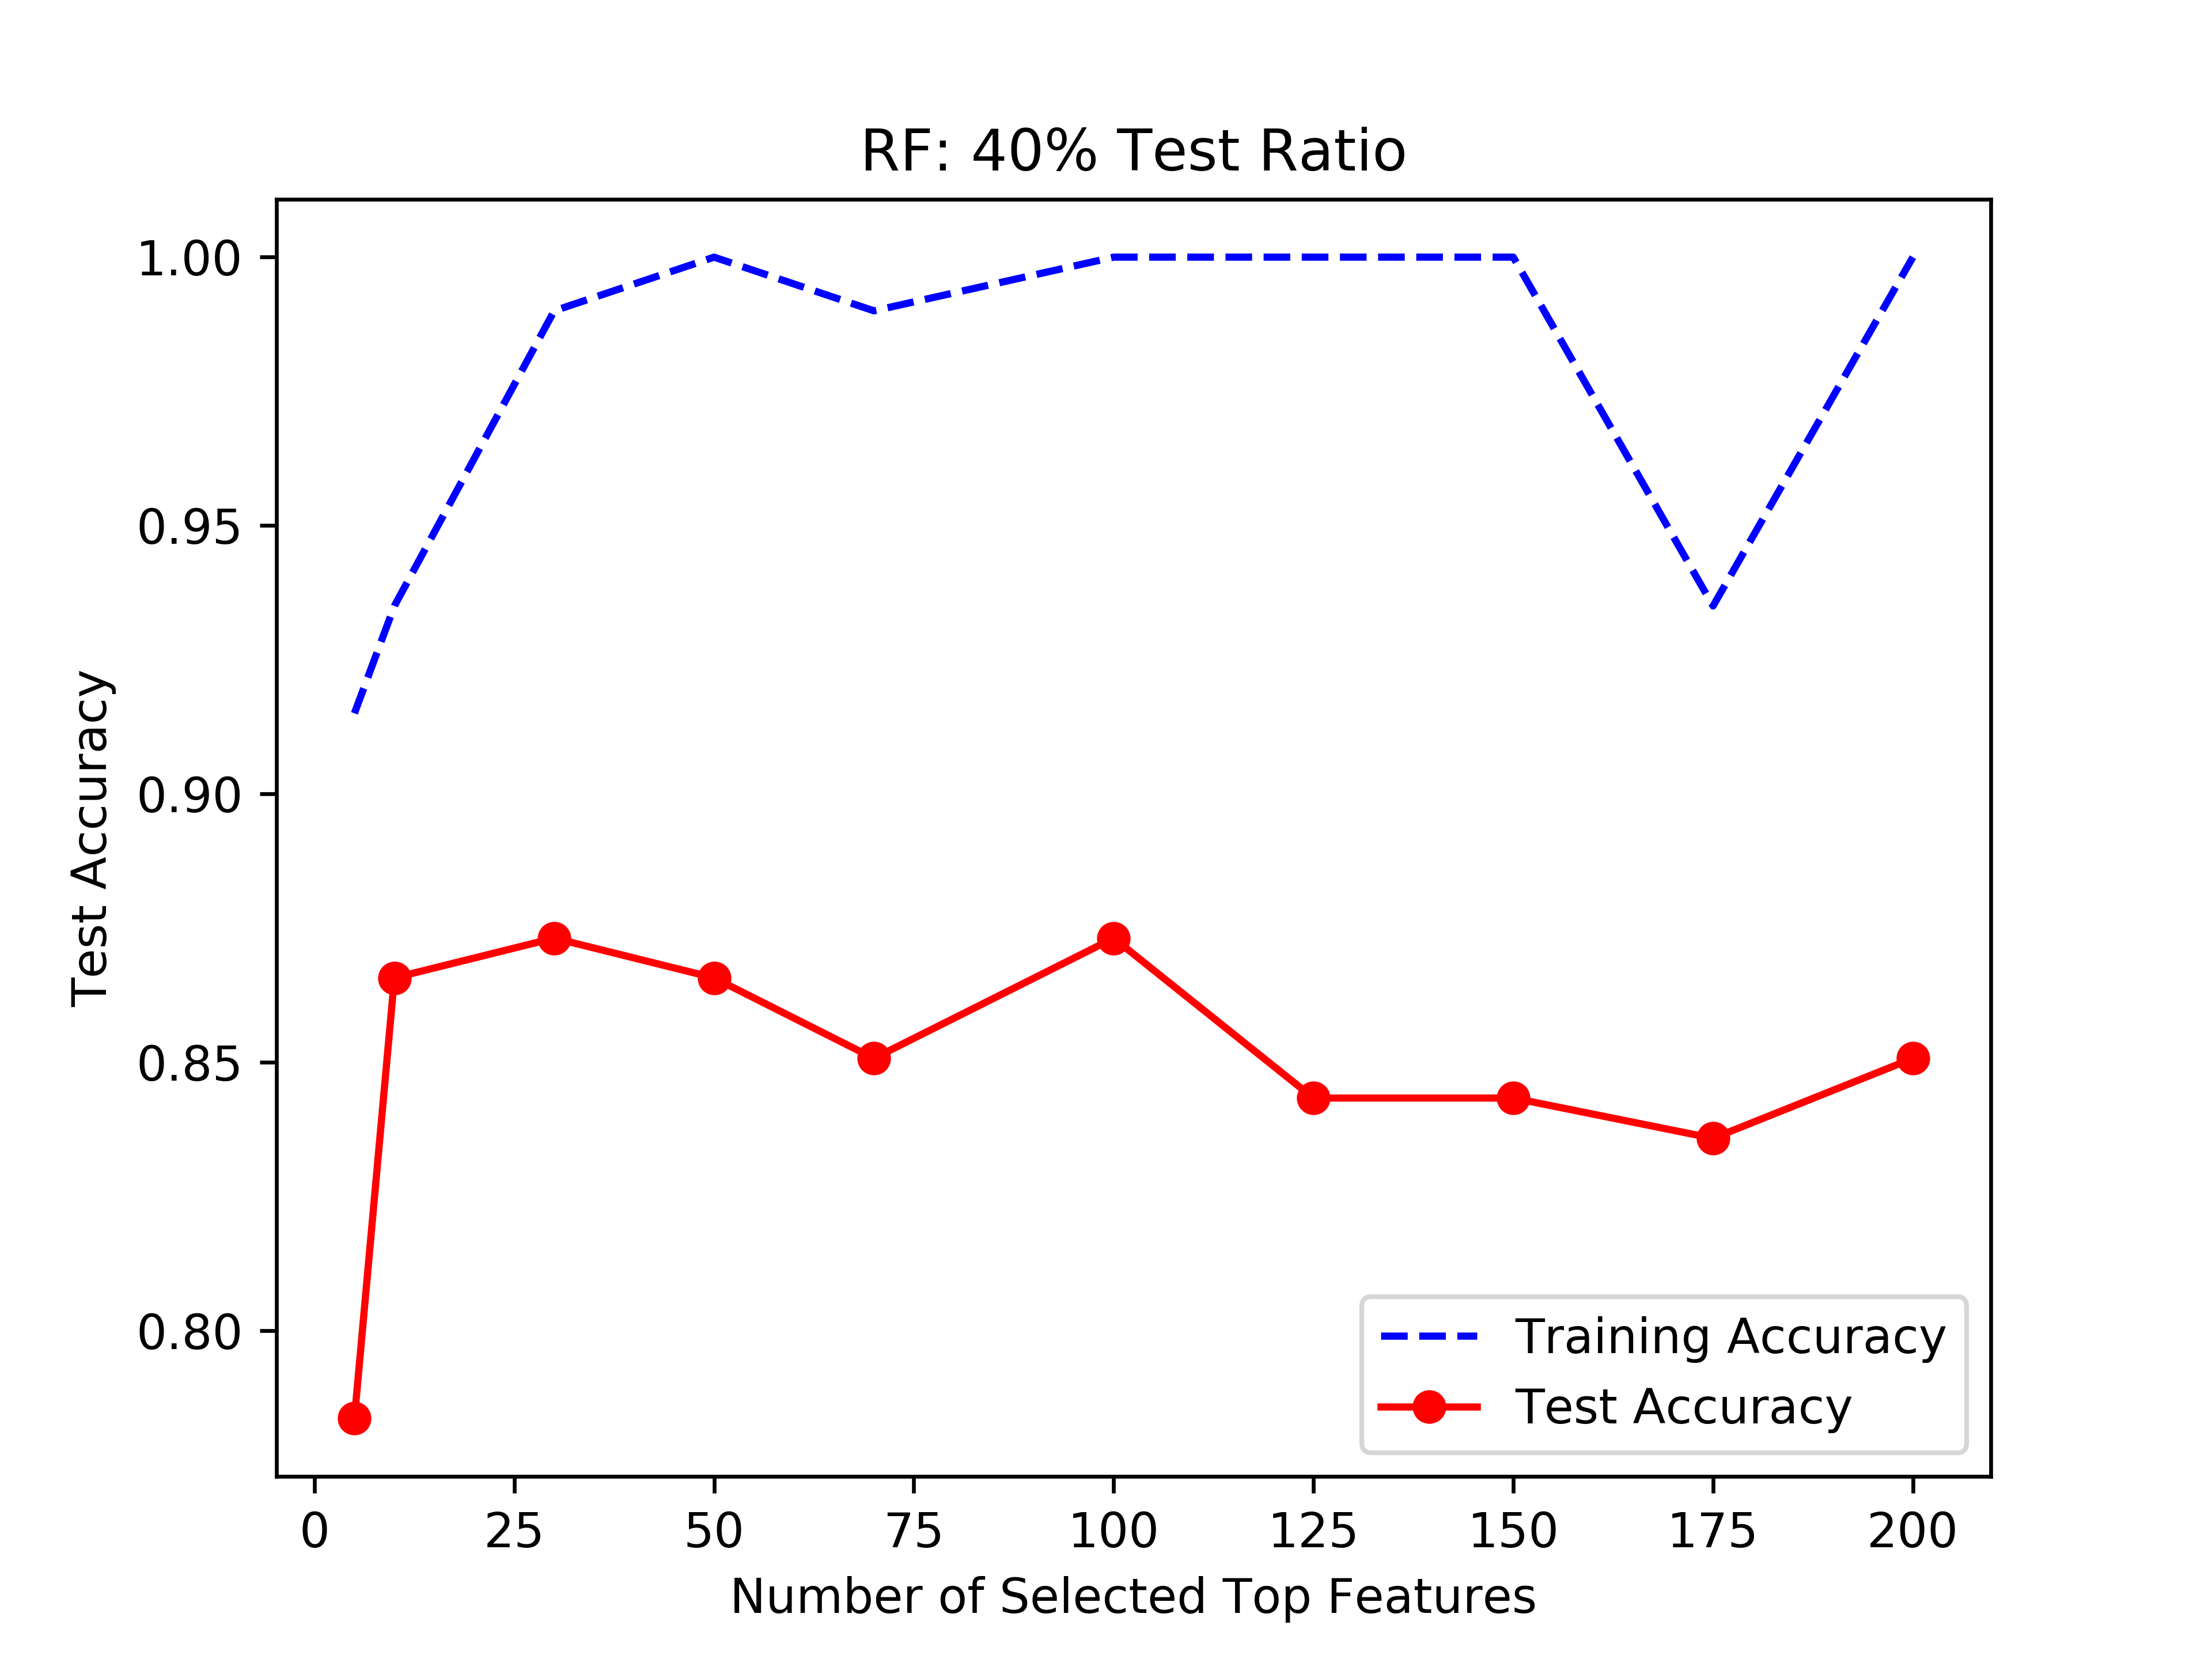 RF: 40% Test Ratio
1.00
0.95
0.90
0.85
0.80
Test Accuracy
Training Accuracy
Test Accuracy
0 25 50 75 100 125 150 175 200
Number of Selected Top Features